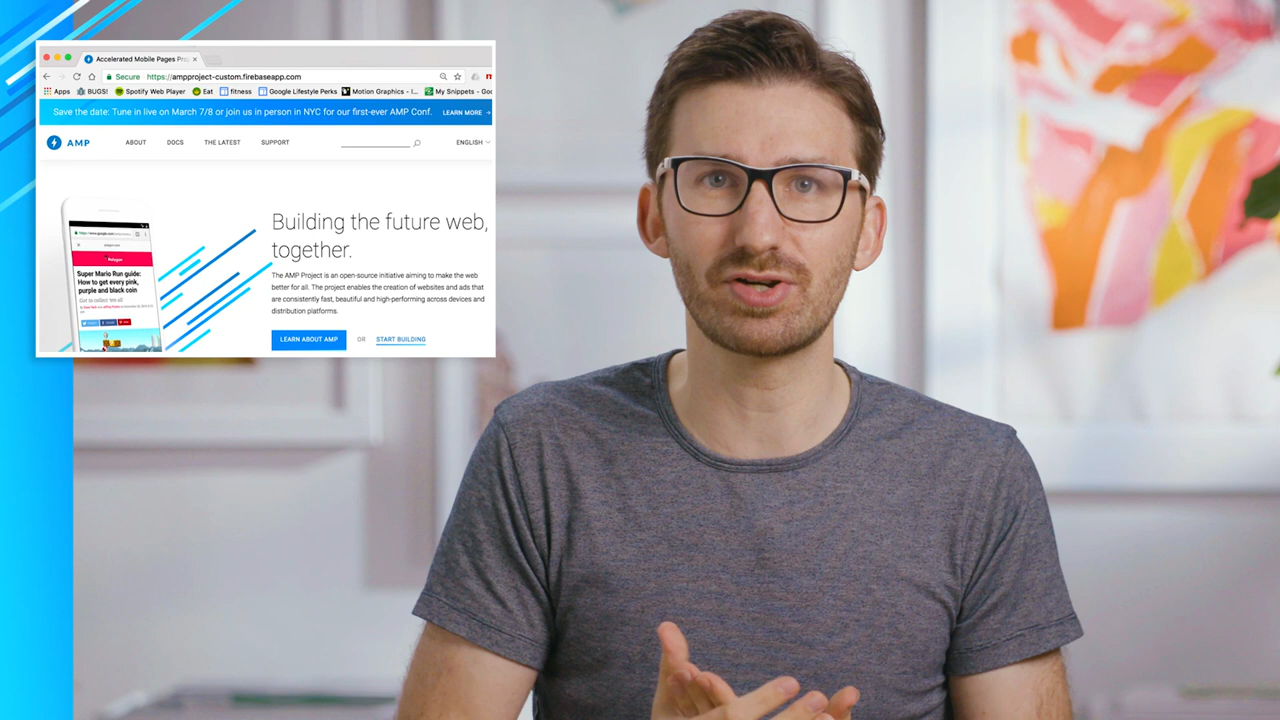 Accelerated Mobile Pages Pro
Secure https://ampproject-custom.firebaseapp.com
Apps BUGS! Spotify Web Player Eat fitness Google Lifestyle Perks Motion Graphics - I... My Snippets - Goo
Save the date: Tune in live on March 7/8 or join us in person in NYC for our first-ever AMP Conf. LEARN MORE
AMP ABOUT DOCS THE LATEST SUPPORT ENGLISH
Building the future web,
together.
The AMP Project is an open-source initiative aiming to make the web
better for all. The project enables the creation of websites and ads that
are consistently fast, beautiful and high-performing across devices and
distribution platforms.
LEARN ABOUT AMP OR START BUILDING
Polygon
Super Mario Run guide:
How to get every pink,
purple and black coin
Got to collect 'em all